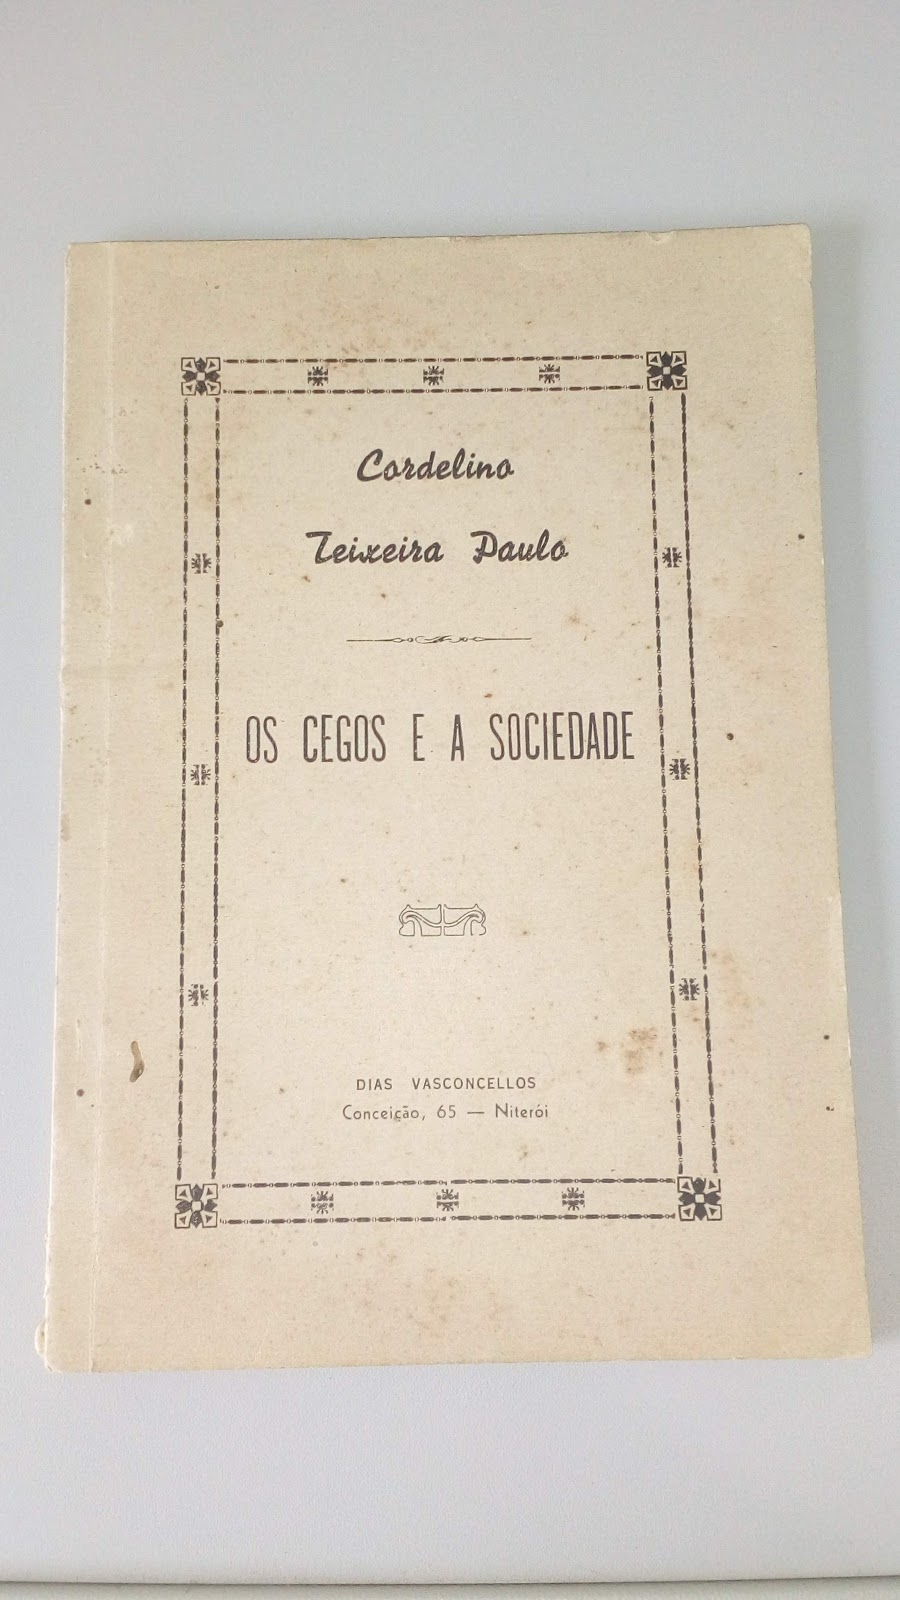 Cordelino
Teixeira Paulo
OS CEGOS E A SOCIEDADE
DIAS VASCONCELLOS
Conceição, 65 — Niterói